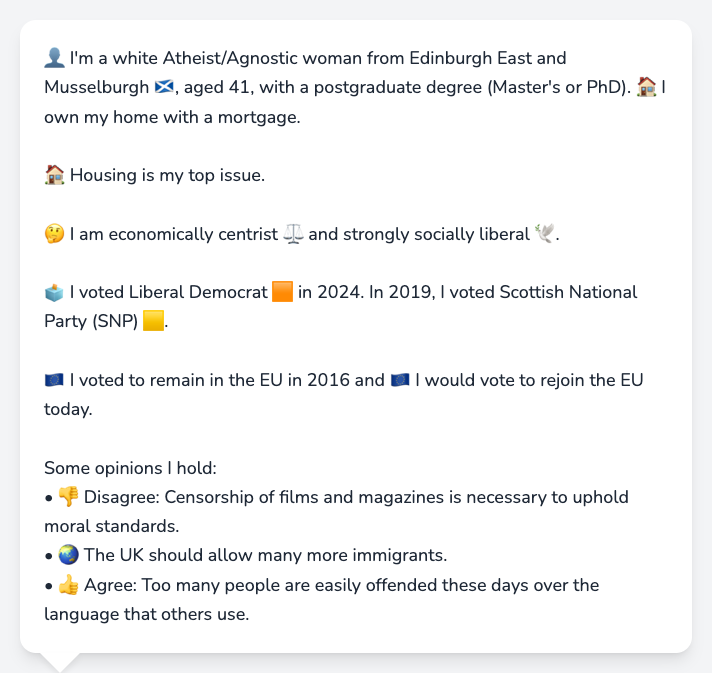 👤 I'm a white Atheist/Agnostic woman from Edinburgh East and
Musselburgh 🏴󠁧󠁢󠁳󠁣󠁴󠁿, aged 41, with a postgraduate degree (Master's or PhD). 🏠 I
own my home with a mortgage.
🏠 Housing is my top issue.
🤔 I am economically centrist ⚖️ and strongly socially liberal 🕊️.
🗳️ I voted Liberal Democrat 🟧 in 2024. In 2019, I voted Scottish National
Party (SNP) 🟨.
🇪🇺 I voted to remain in the EU in 2016 and 🇪🇺 I would vote to rejoin the EU
today.
Some opinions I hold:
• 👎 Disagree: Censorship of films and magazines is necessary to uphold
moral standards.
• 🌏 The UK should allow many more immigrants.
• 👍 Agree: Too many people are easily offended these days over the
language that others use.